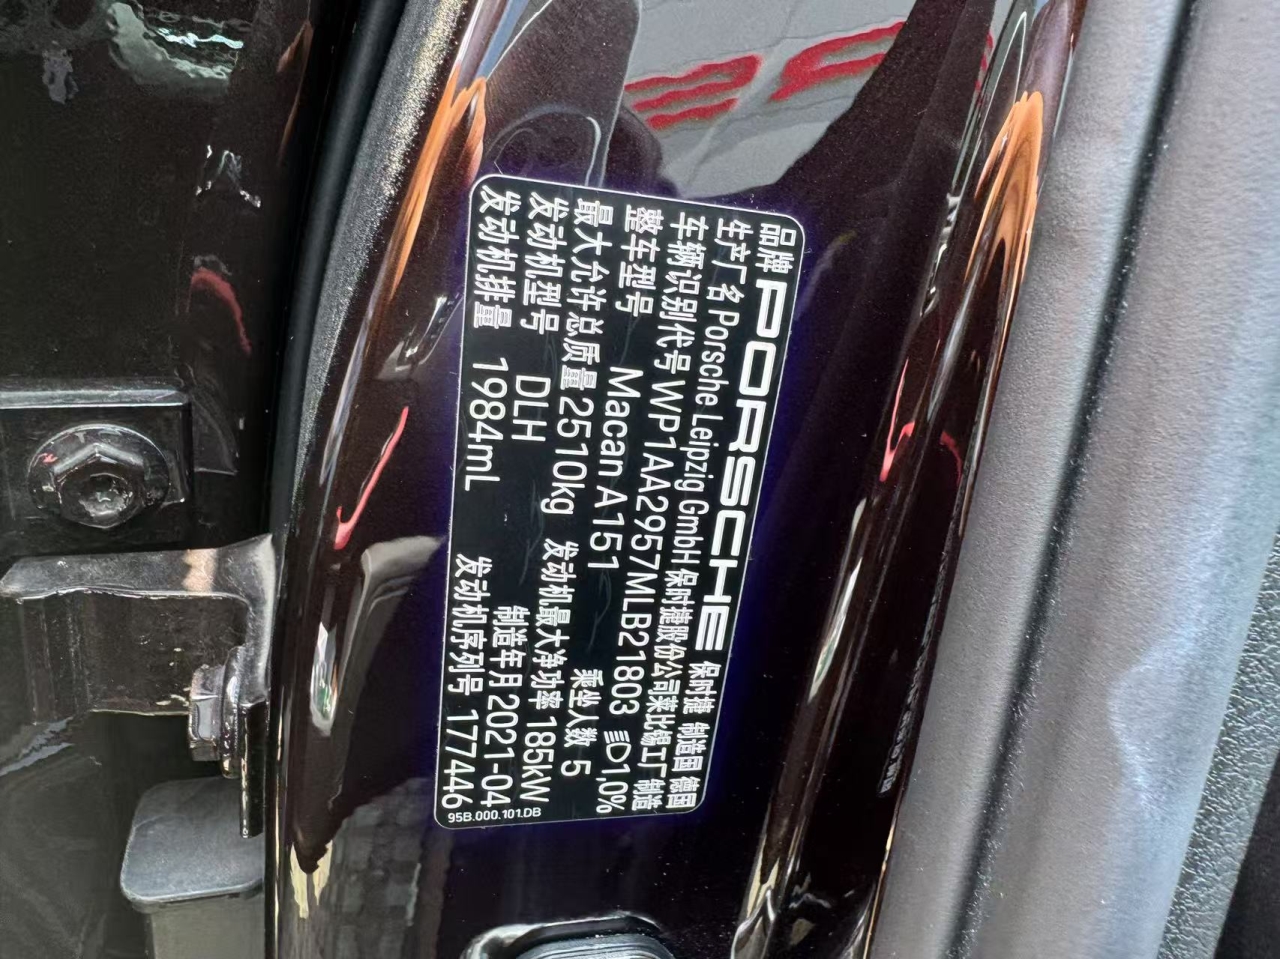 品牌 PORSCHE 保时捷 制造国 德国
生产厂名 Porsche Leipzig GmbH 保时捷股份公司莱比锡工厂 制造
车辆识别代号 WP1AA2957MLB21803 1,0%
整车型号 Macan A151 乘坐人数 5
最大允许总质量 2510kg 发动机最大净功率 185kW
发动机型号 DLH 制造年月 2021-04
发动机排量 1984mL 发动机序列号 177446
95B.000.101.DB